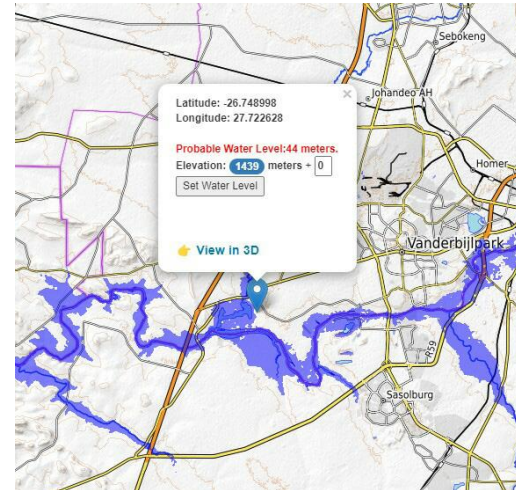 Sebokeng
Johandeo AH
×
Latitude: -26.748998
Longitude: 27.722628
Probable Water Level:44 meters.
Elevation: 1439 meters + 0
Set Water Level
Homer
👉 View in 3D
Vanderbijlpark
R59
Sasolburg